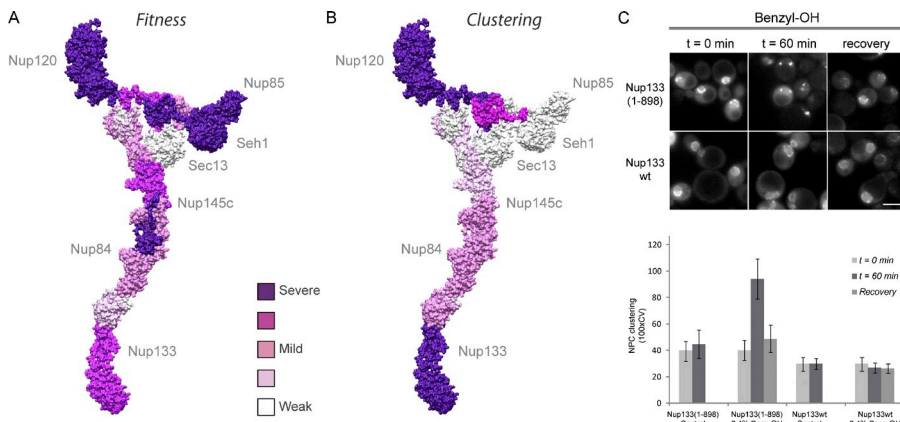 A
Fitness
Nup120
Nup85
Seh1
Sec13
Nup145c
Nup84
Nup133
Severe
Mild
Weak
B
Clustering
Nup120
Nup85
Seh1
Sec13
Nup145c
Nup84
Nup133
C
Benzyl-OH
t = 0 min
t = 60 min
recovery
Nup133
(1-898)
Nup133
wt
NPC clustering
(100xCV)
120
100
80
60
40
20
0
t = 0 min
t = 60 min
Recovery
Nup133(1-898)
Nup133(1-898)
Nup133wt
Nup133wt